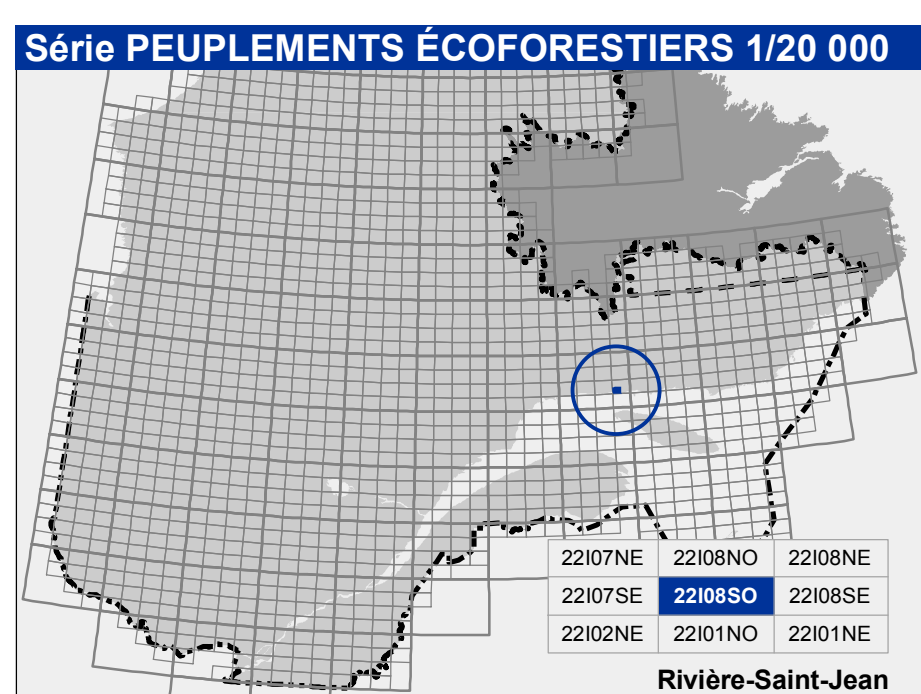 Série PEUPLEMENTS ÉCOFORESTIERS 1/20 000
22I07NE 22I08NO 22I08NE
22I07SE 22I08SO 22I08SE
22I02NE 22I01NO 22I01NE
Rivière-Saint-Jean